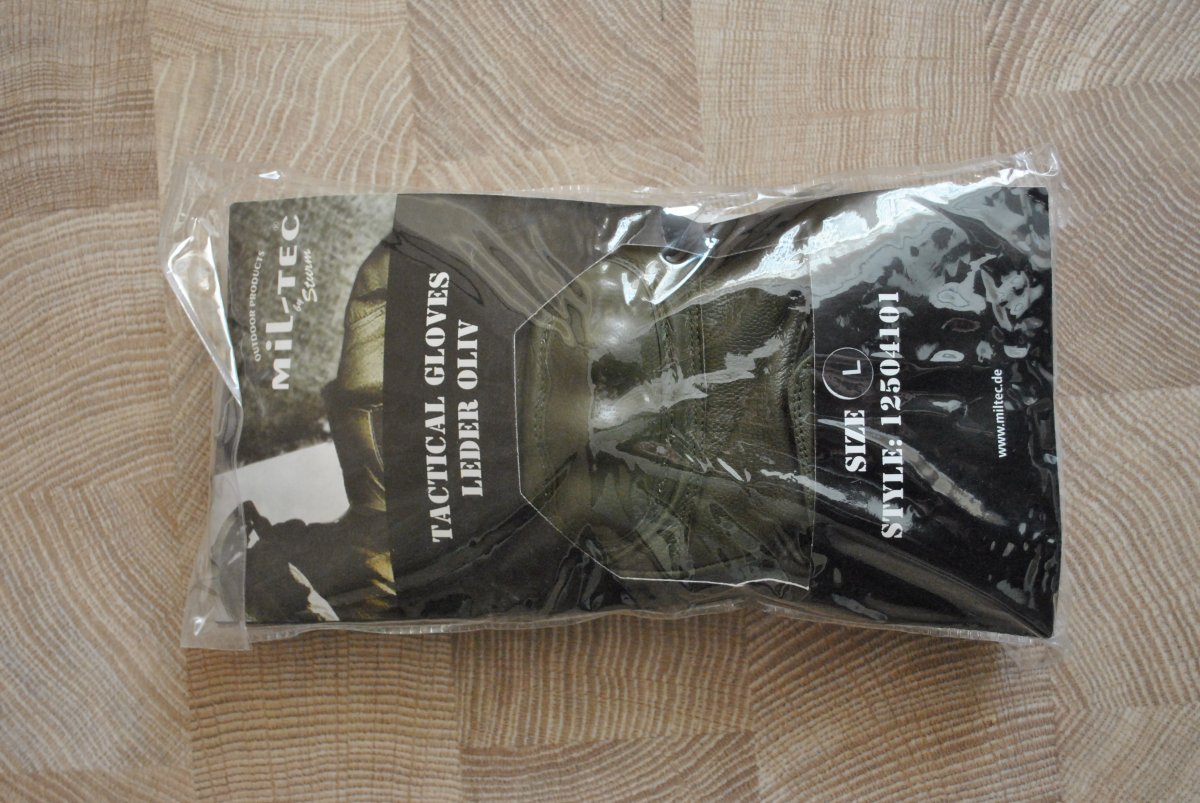 OUTDOOR PRODUCTS
MiL-TEC®
by Sturm
TACTICAL GLOVES
LEDER OLIV
SIZE L
STYLE: 12504101
www.miltec.de